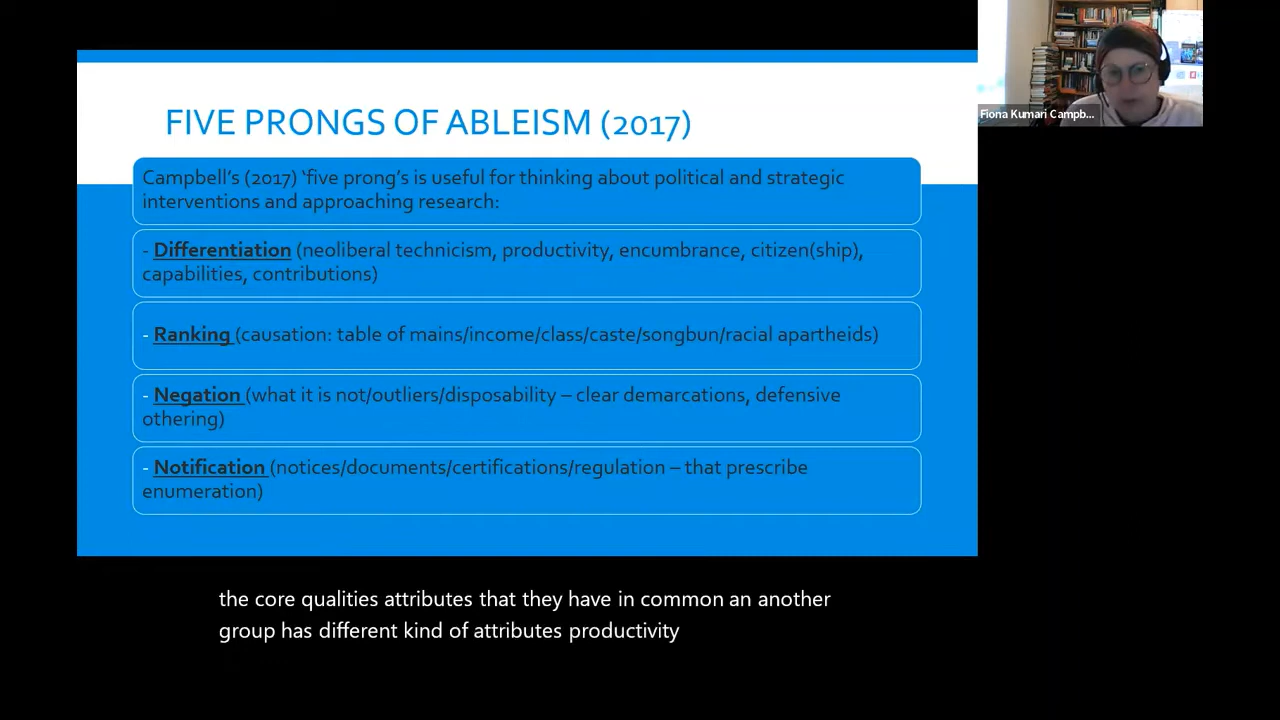 FIVE PRONGS OF ABLEISM (2017)
Campbell's (2017) 'five prong's is useful for thinking about political and strategic
interventions and approaching research:
- Differentiation (neoliberal technicism, productivity, encumbrance, citizen(ship),
capabilities, contributions)
- Ranking (causation: table of mains/income/class/caste/songbun/racial apartheids)
- Negation (what it is not/outliers/disposability – clear demarcations, defensive
othering)
- Notification (notices/documents/certifications/regulation – that prescribe
enumeration)
Fiona Kumari Campb...
the core qualities attributes that they have in common an another
group has different kind of attributes productivity